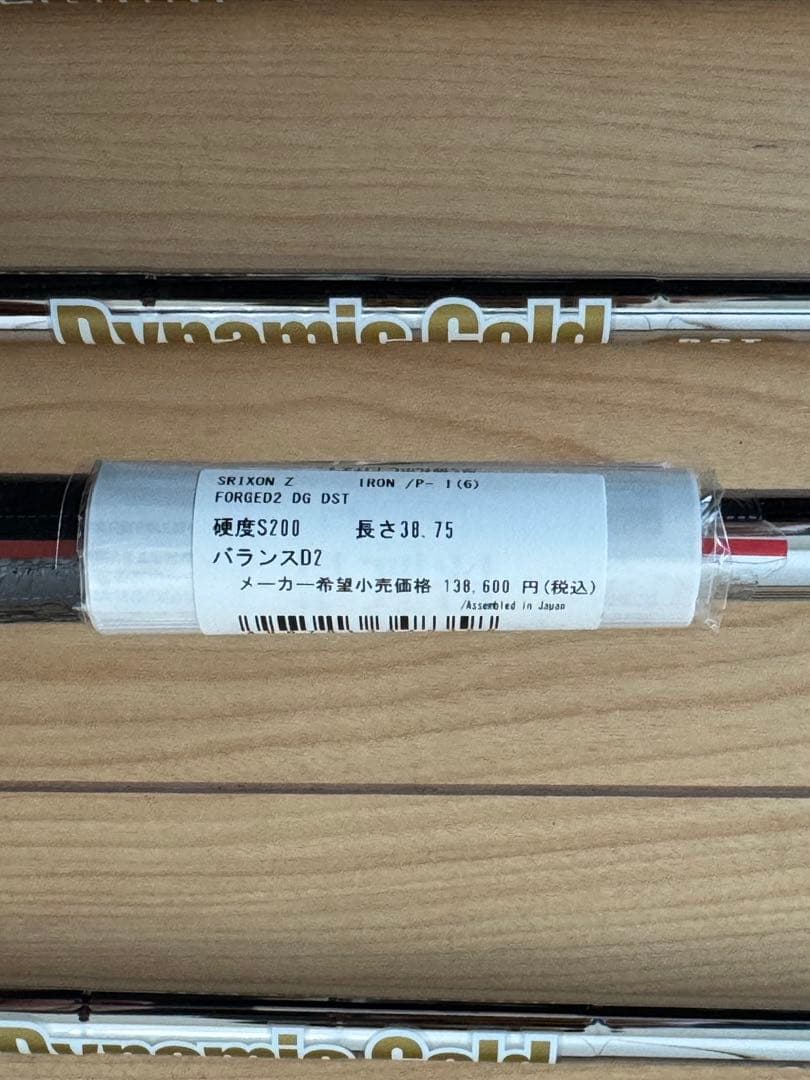 Dynamic Gold
DST
SRIXON Z IRON /P- I(6)
FORGED2 DG DST
硬度S200 長さ38.75
バランスD2
メーカー希望小売価格 138,600 円(税込)
/Assembled in Japan
Dynamic Gold